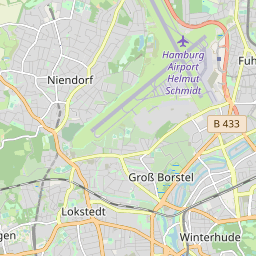 Hamburg
Airport
Helmut
Schmidt
Fuh
Niendorf
B 433
Groß Borstel
Lokstedt
gen
Winterhude